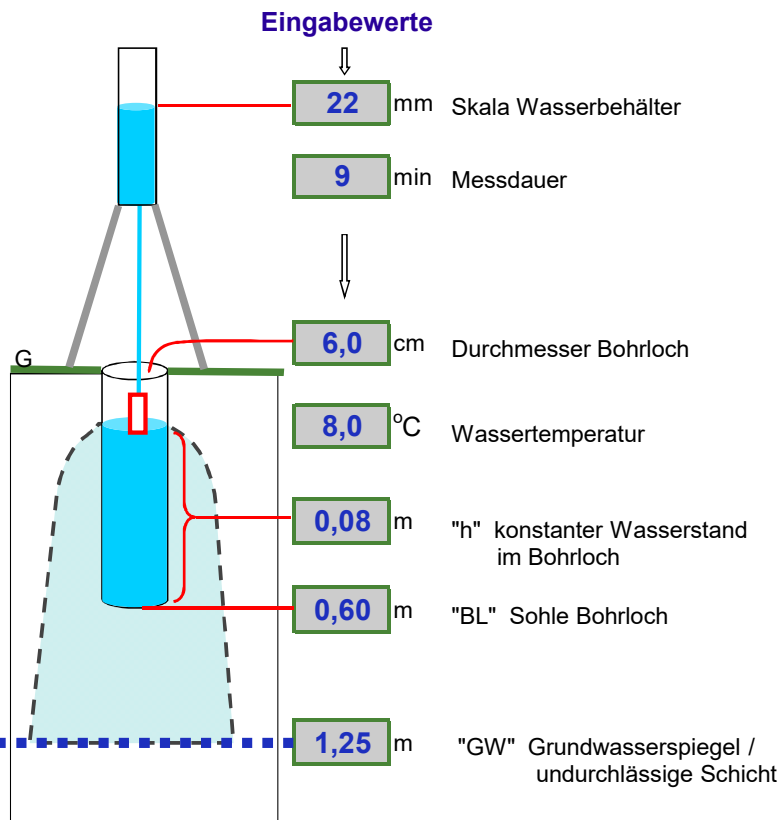 Eingabewerte
22 mm Skala Wasserbehälter
9 min Messdauer
6,0 cm Durchmesser Bohrloch
G
8,0 °C Wassertemperatur
0,08 m "h" konstanter Wasserstand
im Bohrloch
0,60 m "BL" Sohle Bohrloch
1,25 m "GW" Grundwasserspiegel /
undurchlässige Schicht